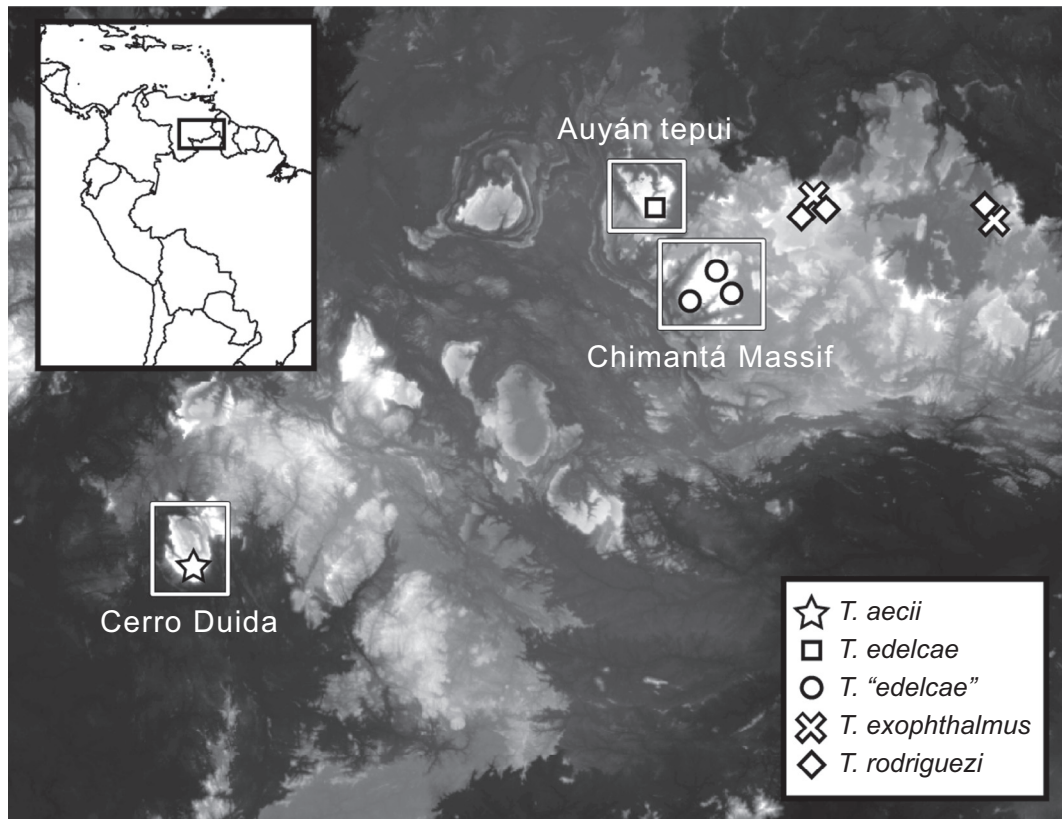 Auyán tepui
Chimantá Massif
Cerro Duida
T. aecii
T. edelcae
T. “edelcae”
T. exophthalmus
T. rodriguezi